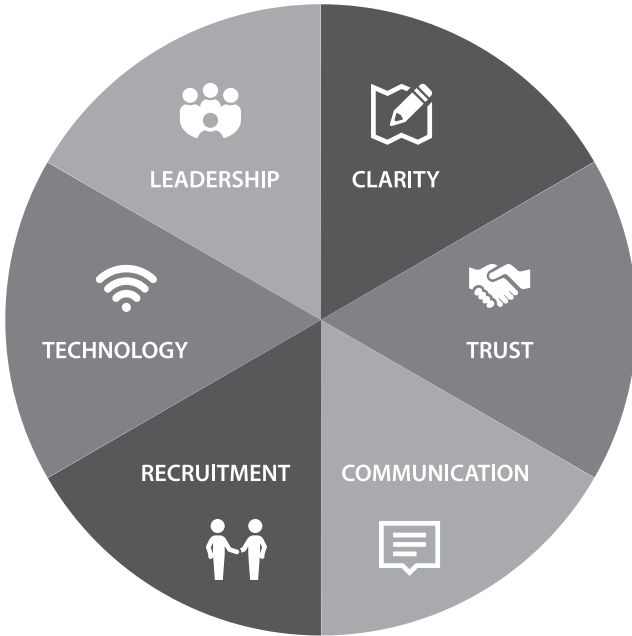 LEADERSHIP
CLARITY
TECHNOLOGY
TRUST
RECRUITMENT
COMMUNICATION